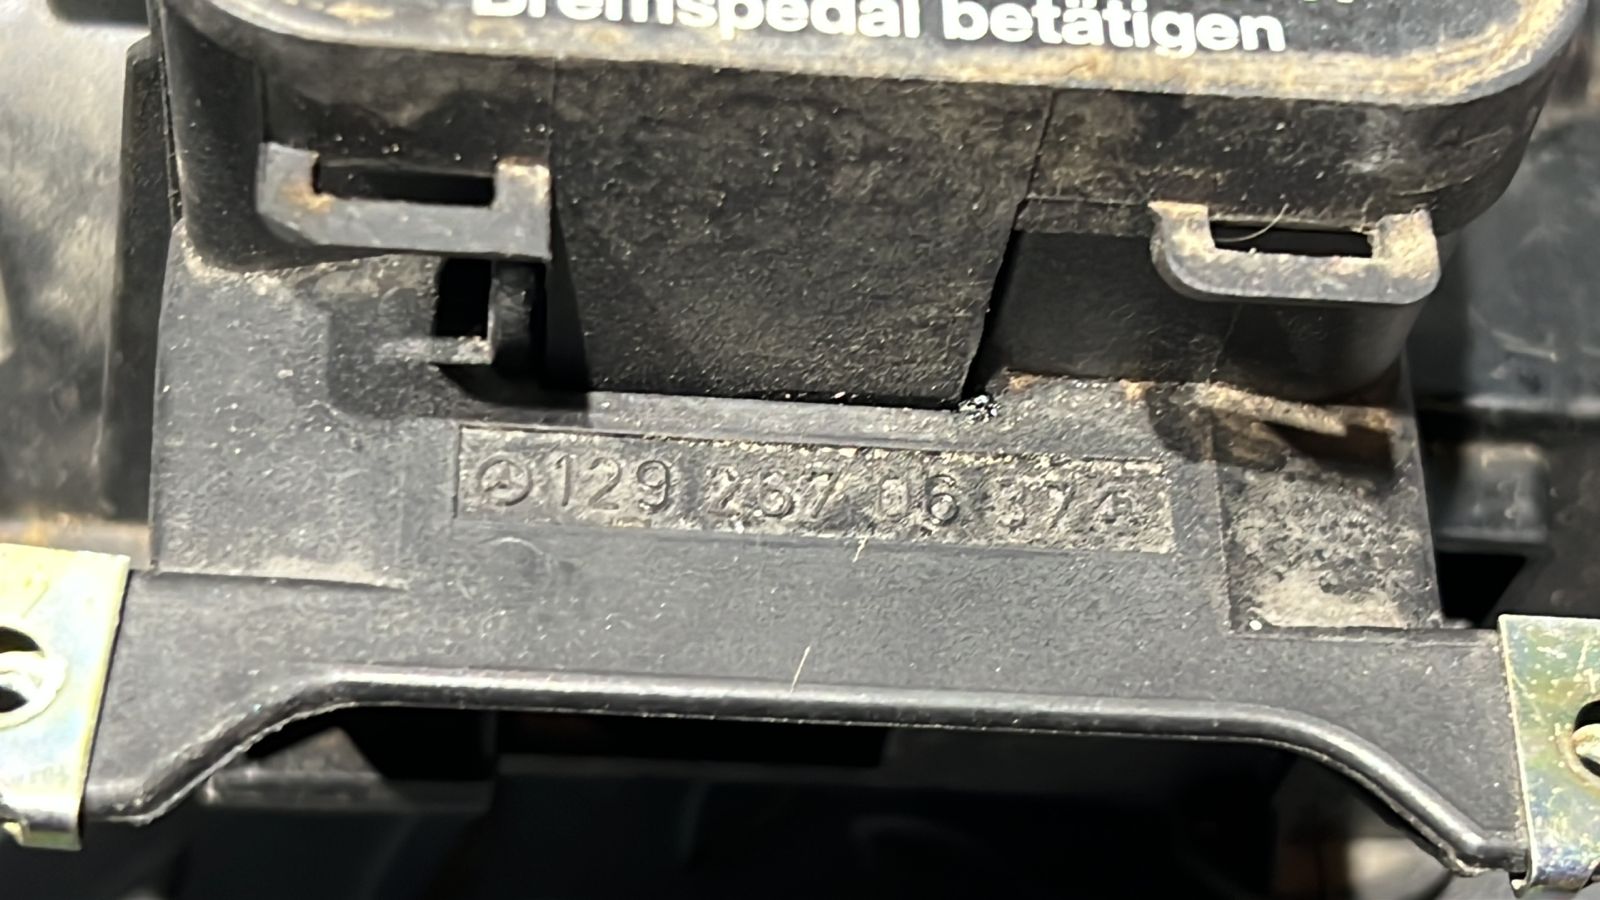 Bremspedal betätigen
129 267 06 37